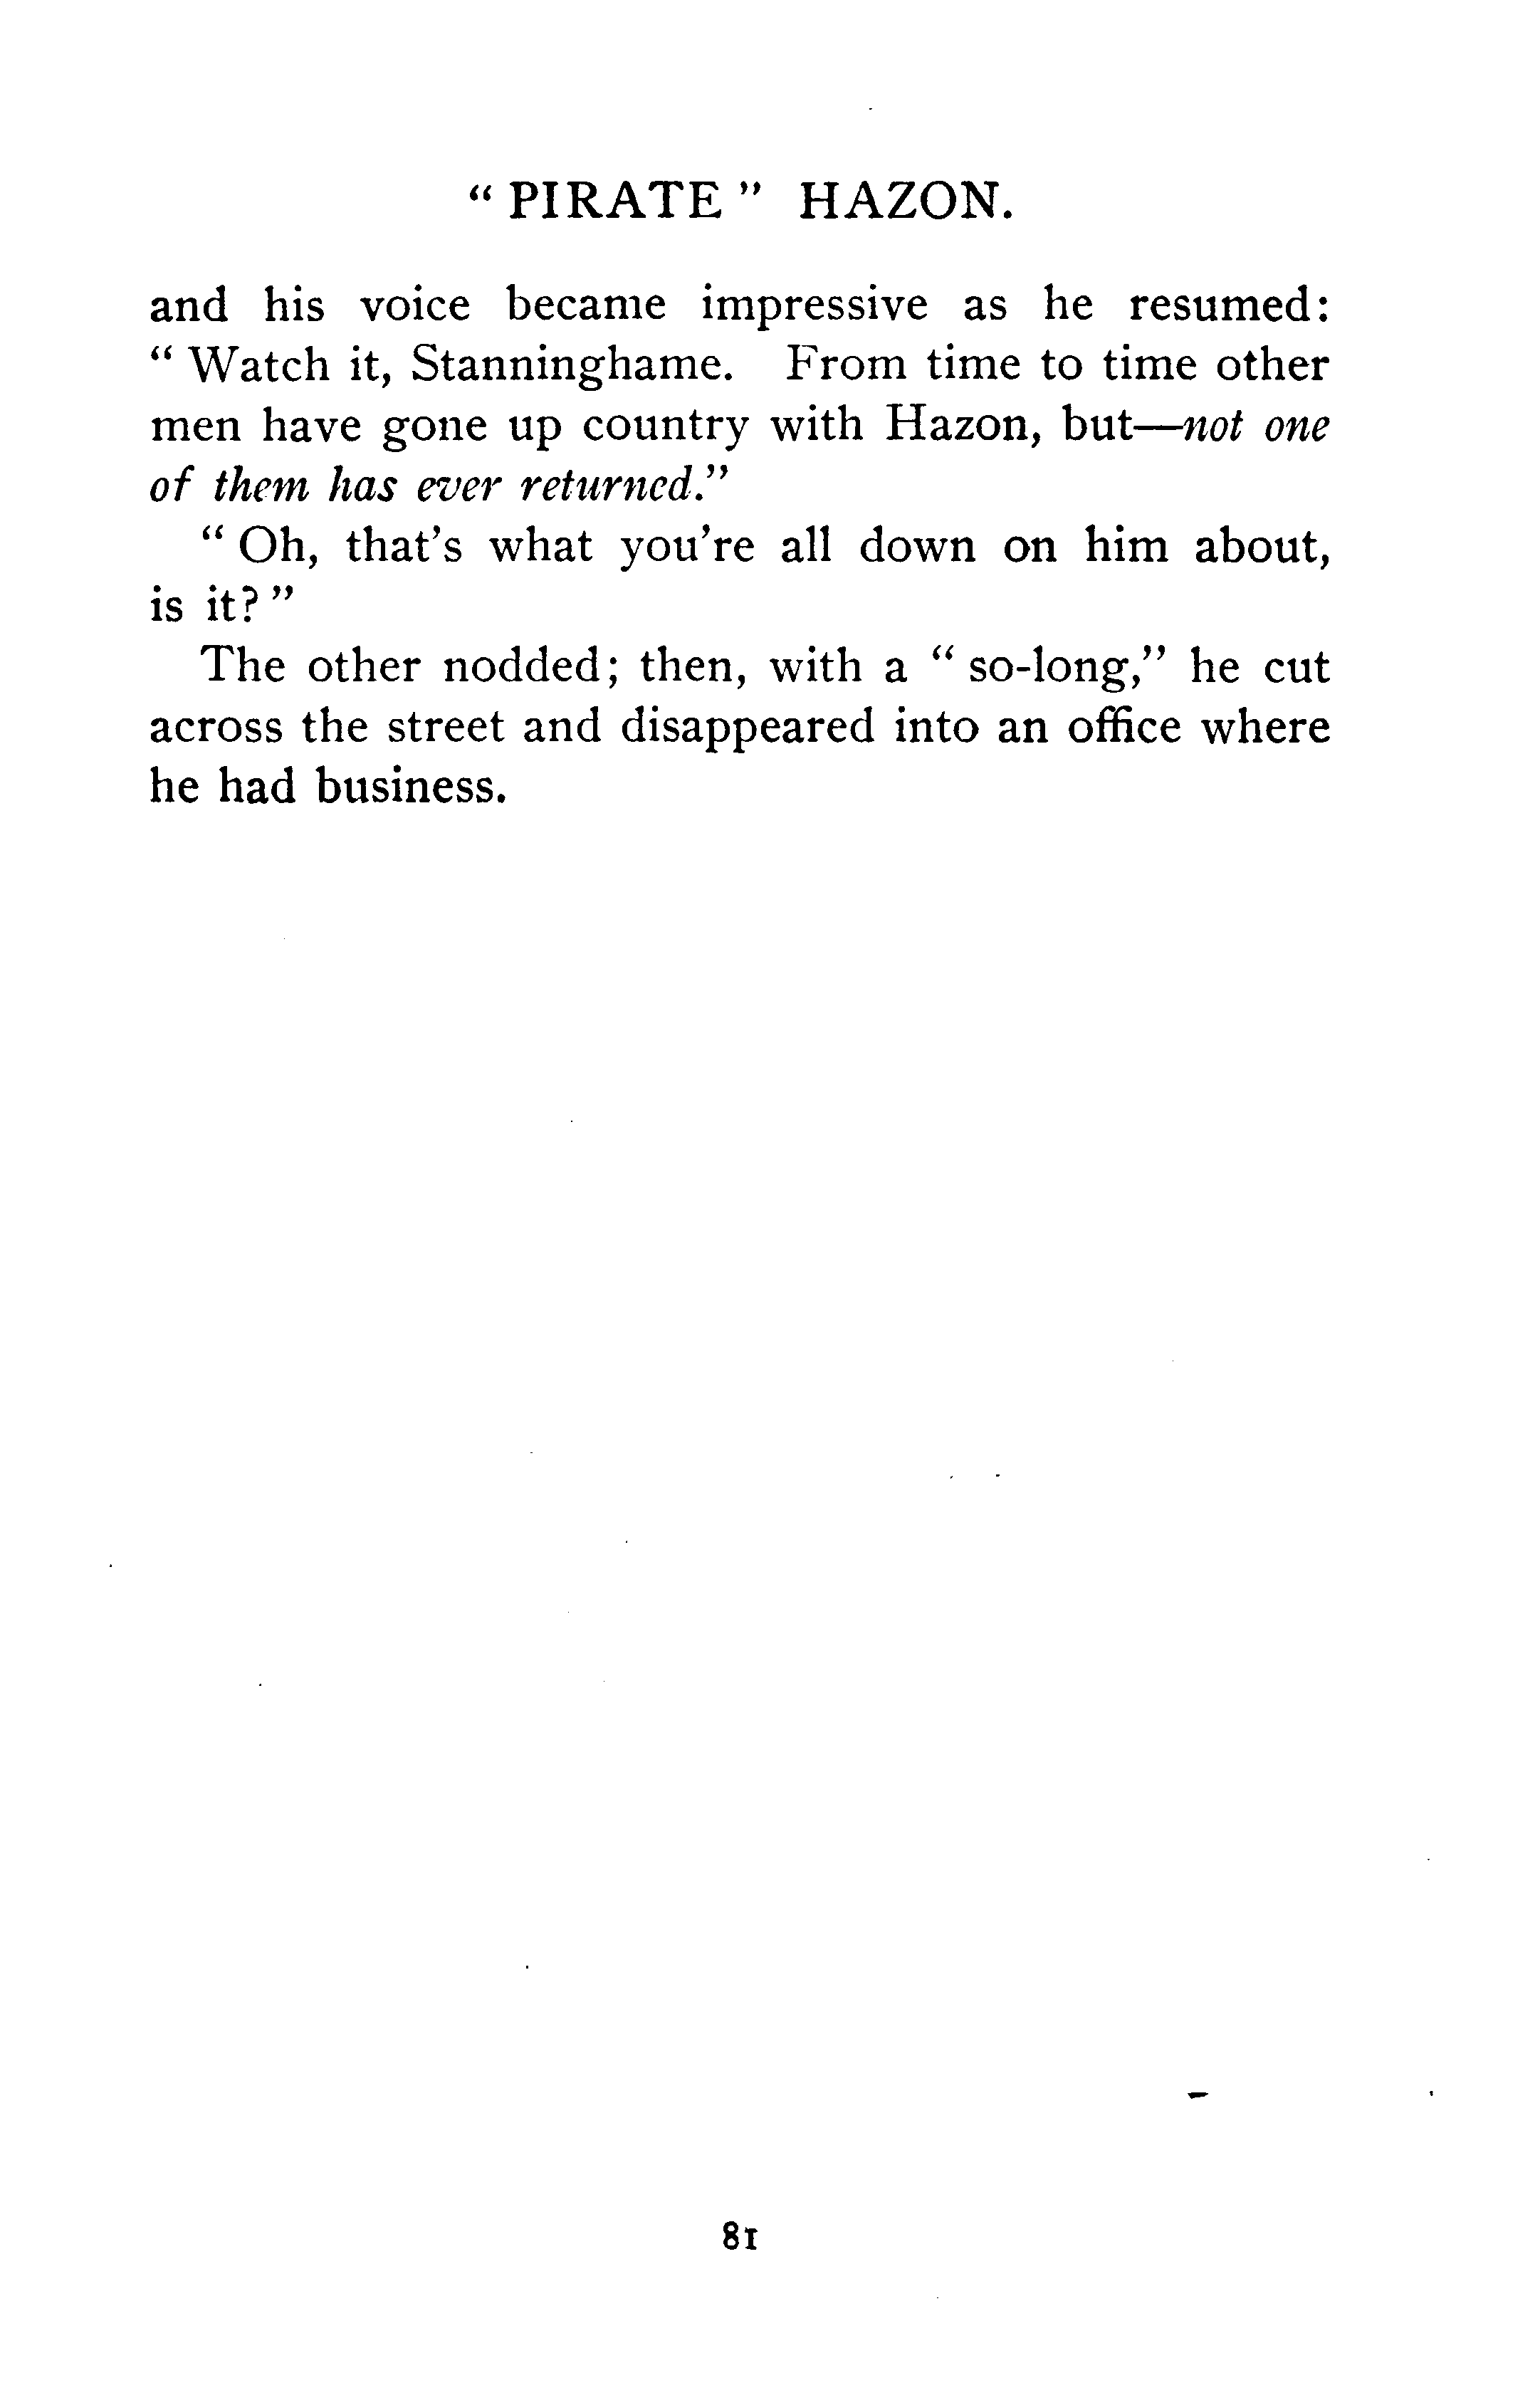 “ PIRATE ” HAZON.
and his voice became impressive as he resumed:
“ Watch it, Stanninghame. From time to time other
men have gone up country with Hazon, but—not one
of them has ever returned.”
“ Oh, that’s what you’re all down on him about,
is it? ”
The other nodded; then, with a “ so-long,” he cut
across the street and disappeared into an office where
he had business.
81